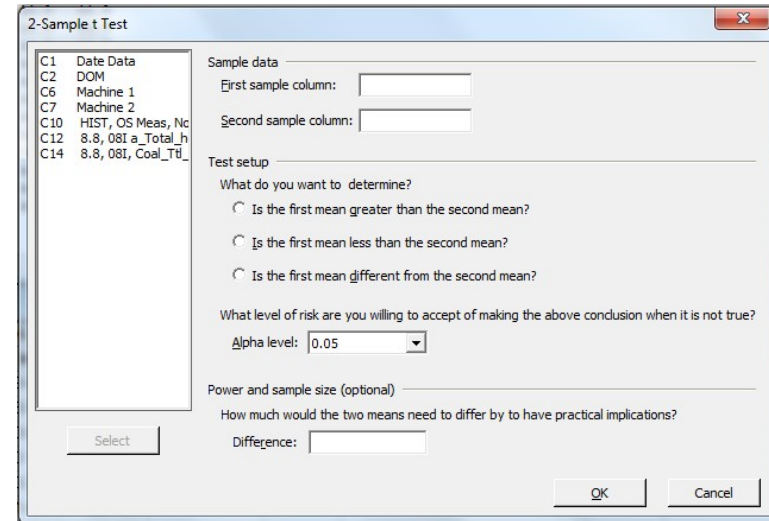 2-Sample t Test
X
C1 Date Data
C2 DOM
C6 Machine 1
C7 Machine 2
C10 HIST, OS Meas, Nc
C12 8.8, 08I a_Total_h
C14 8.8, 08I, Coal_Ttl_
Select
Sample data
First sample column:
Second sample column:
Test setup
What do you want to determine?
Is the first mean greater than the second mean?
Is the first mean less than the second mean?
Is the first mean different from the second mean?
What level of risk are you willing to accept of making the above conclusion when it is not true?
Alpha level: 0.05
Power and sample size (optional)
How much would the two means need to differ by to have practical implications?
Difference:
OK Cancel